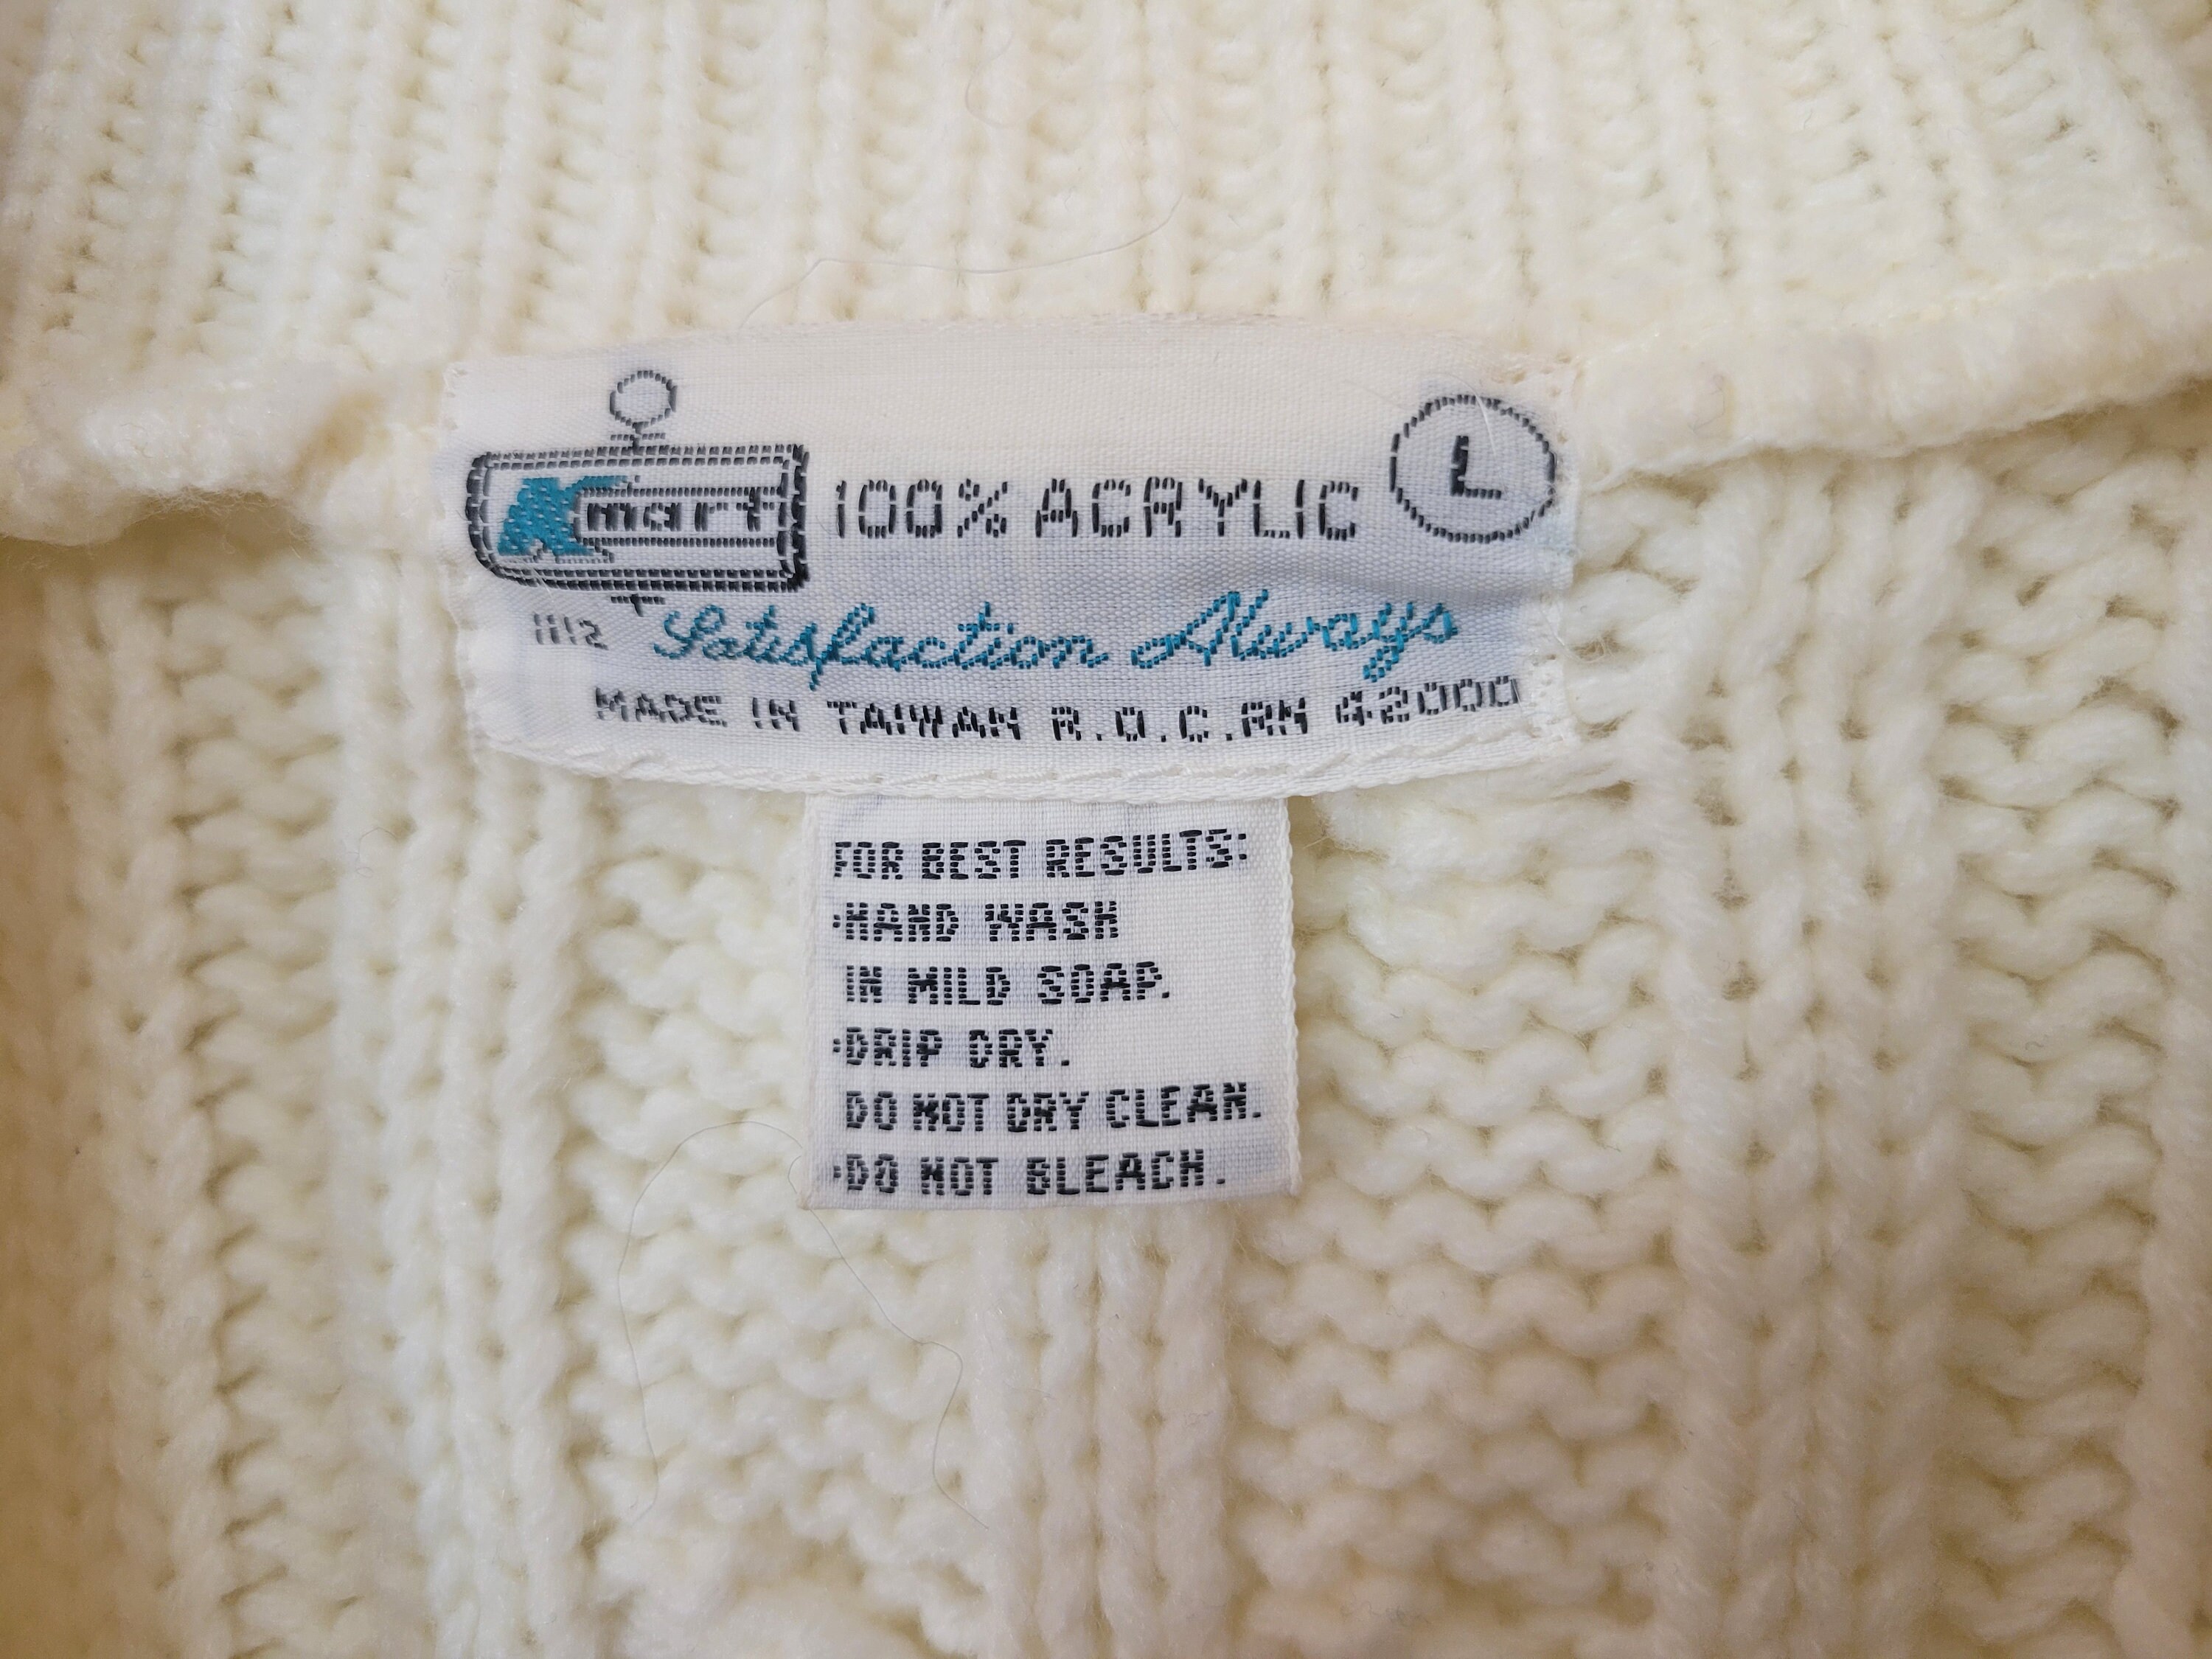 Kmart 100% ACRYLIC L
1112 Satisfaction Always
MADE IN TAIWAN R.O.C. RN 42000
FOR BEST RESULTS:
·HAND WASH
IN MILD SOAP.
·DRIP DRY.
DO NOT DRY CLEAN.
·DO NOT BLEACH.